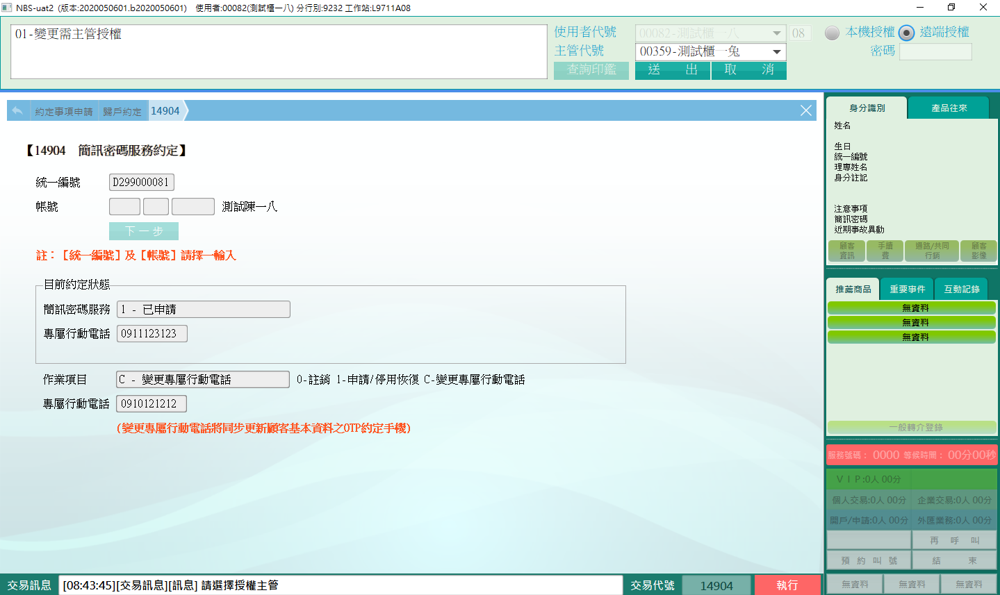 NBS-uat2 (版本:2020050601.b2020050601) 使用者:00082(測試櫃一八) 分行別:9232 工作站:L9711A08
01-變更需主管授權
使用者代號 00082-測試櫃一八 08 本機授權 遠端授權
主管代號 00359-測試櫃一兔 密碼
查詢印鑑 送 出 取 消
約定事項申請 歸戶約定 14904
【14904 簡訊密碼服務約定】
統一編號 D299000081
帳號 測試陳一八
下一步
註：[統一編號]及[帳號]請擇一輸入
目前約定狀態
簡訊密碼服務 1 - 已申請
專屬行動電話 0911123123
作業項目 C - 變更專屬行動電話 0-註銷 1-申請/停用恢復 C-變更專屬行動電話
專屬行動電話 0910121212
(變更專屬行動電話將同步更新顧客基本資料之OTP約定手機)
交易訊息 [08:43:45][交易訊息][訊息] 請選擇授權主管 交易代號 14904 執行
身分識別 產品往來
姓名
生日
統一編號
理專姓名
身分註記
注意事項
簡訊密碼
近期事故異動
顧客資訊 手續費 通路/共同行銷 顧客影像
推薦商品 重要事件 互動記錄
無資料
無資料
無資料
一般轉介登錄
服務號碼： 0000 等候時間： 00分00秒
ＶＩＰ:0人 00分
個人交易:0人 00分 企業交易:0人 00分
開戶/申請:0人 00分 外匯業務:0人 00分
再 呼 叫
預 約 叫 號 結 束
無資料 無資料 無資料